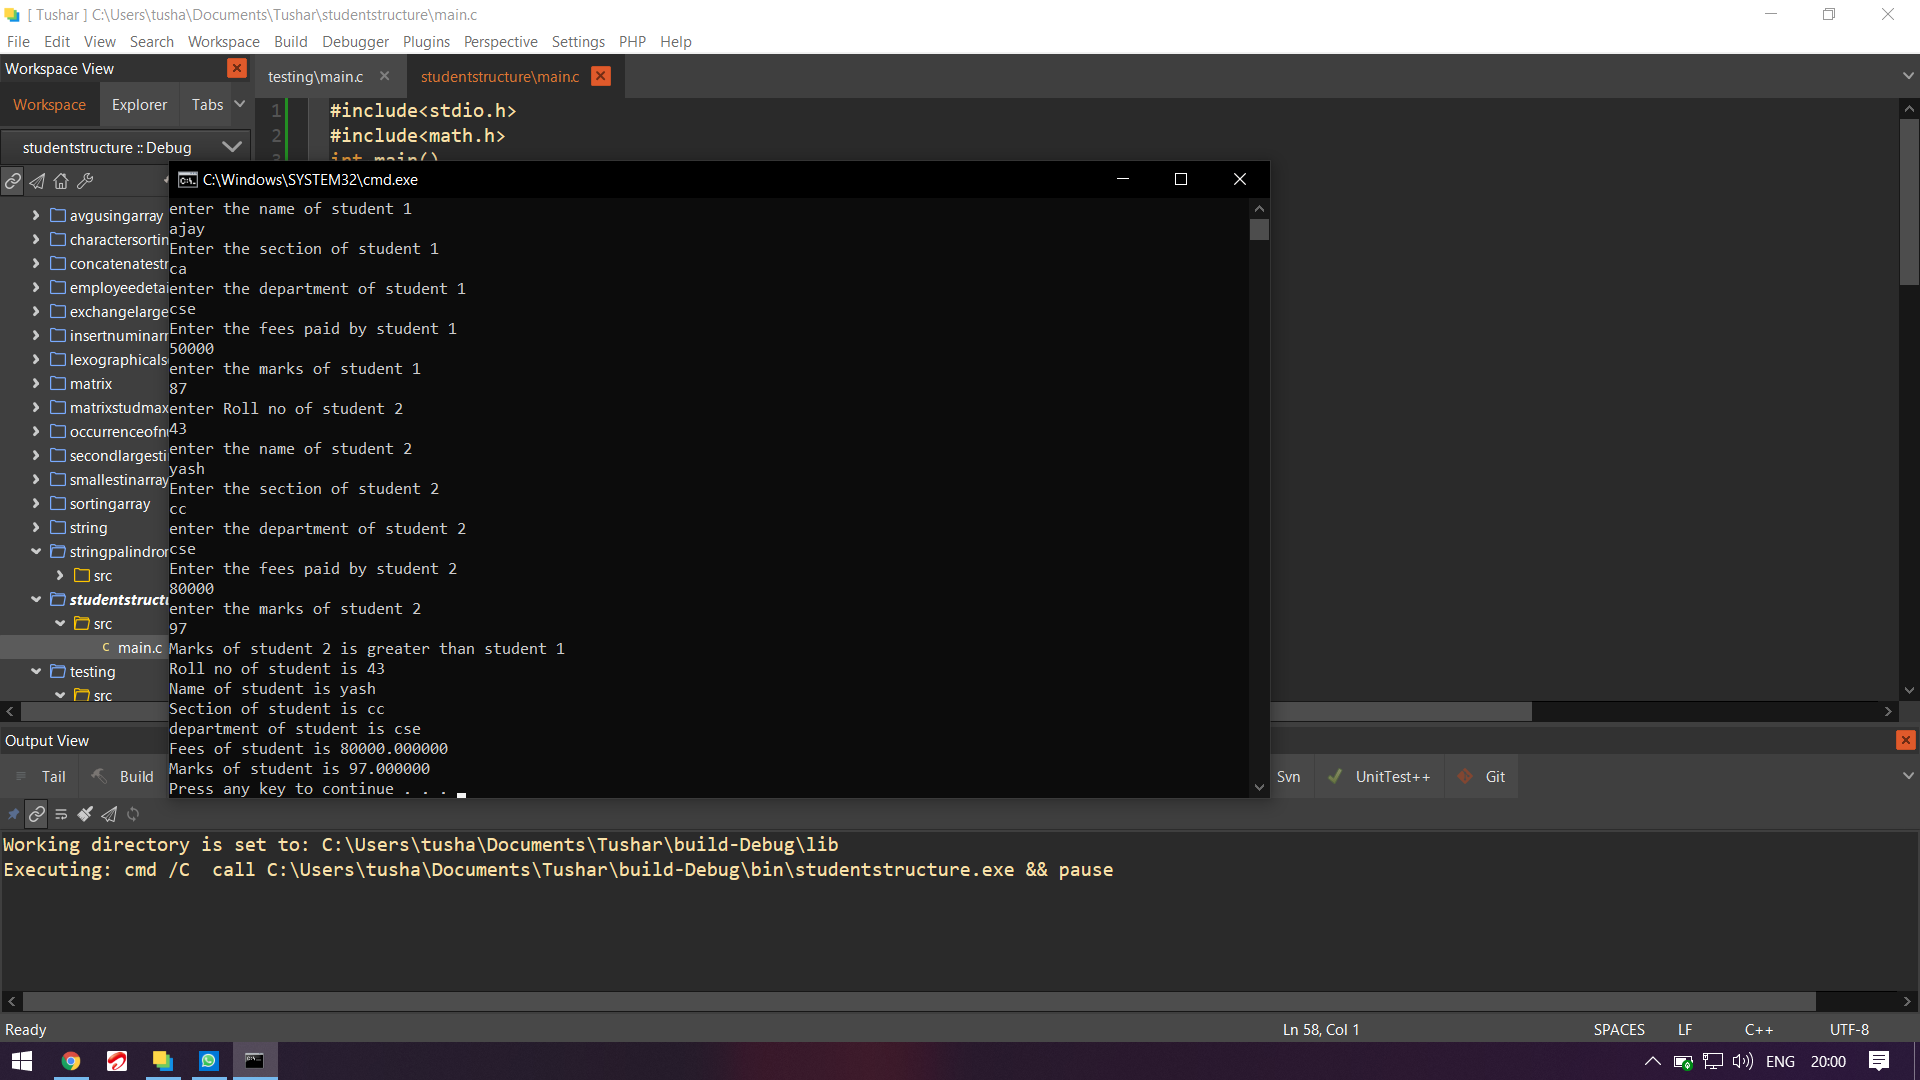 [ Tushar ] C:\Users\tusha\Documents\Tushar\studentstructure\main.c
File Edit View Search Workspace Build Debugger Plugins Perspective Settings PHP Help
Workspace View
testing\main.c
studentstructure\main.c
Workspace Explorer Tabs
studentstructure :: Debug
1 #include<stdio.h>
2 #include<math.h>
3 int main()
C:\Windows\SYSTEM32\cmd.exe
avgusingarray
charactersortin
concatenatestr
employeedetai
exchangelarge
insertnuminarr
lexographicals
matrix
matrixstudmax
occurrenceofnu
secondlargesti
smallestinarray
sortingarray
string
stringpalindror
src
studentstructu
src
main.c
testing
src
enter the name of student 1
ajay
Enter the section of student 1
ca
enter the department of student 1
cse
Enter the fees paid by student 1
50000
enter the marks of student 1
87
enter Roll no of student 2
43
enter the name of student 2
yash
Enter the section of student 2
cc
enter the department of student 2
cse
Enter the fees paid by student 2
80000
enter the marks of student 2
97
Marks of student 2 is greater than student 1
Roll no of student is 43
Name of student is yash
Section of student is cc
department of student is cse
Fees of student is 80000.000000
Marks of student is 97.000000
Press any key to continue . . .
Output View
Tail Build Svn UnitTest++ Git
Working directory is set to: C:\Users\tusha\Documents\Tushar\build-Debug\lib
Executing: cmd /C  call C:\Users\tusha\Documents\Tushar\build-Debug\bin\studentstructure.exe && pause
Ready Ln 58, Col 1 SPACES LF C++ UTF-8
ENG 20:00